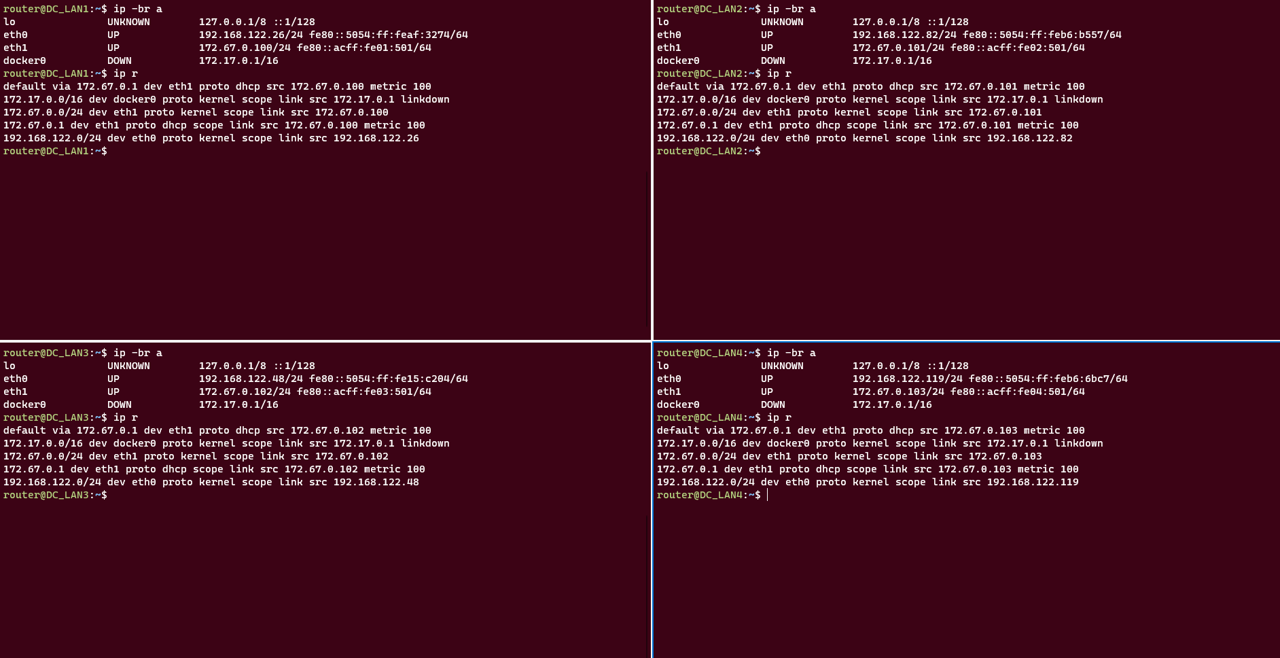 router@DC_LAN1:~$ ip -br a
lo UNKNOWN 127.0.0.1/8 ::1/128
eth0 UP 192.168.122.26/24 fe80::5054:ff:feaf:3274/64
eth1 UP 172.67.0.100/24 fe80::acff:fe01:501/64
docker0 DOWN 172.17.0.1/16
router@DC_LAN1:~$ ip r
default via 172.67.0.1 dev eth1 proto dhcp src 172.67.0.100 metric 100
172.17.0.0/16 dev docker0 proto kernel scope link src 172.17.0.1 linkdown
172.67.0.0/24 dev eth1 proto kernel scope link src 172.67.0.100
172.67.0.1 dev eth1 proto dhcp scope link src 172.67.0.100 metric 100
192.168.122.0/24 dev eth0 proto kernel scope link src 192.168.122.26
router@DC_LAN1:~$
router@DC_LAN2:~$ ip -br a
lo UNKNOWN 127.0.0.1/8 ::1/128
eth0 UP 192.168.122.82/24 fe80::5054:ff:feb6:b557/64
eth1 UP 172.67.0.101/24 fe80::acff:fe02:501/64
docker0 DOWN 172.17.0.1/16
router@DC_LAN2:~$ ip r
default via 172.67.0.1 dev eth1 proto dhcp src 172.67.0.101 metric 100
172.17.0.0/16 dev docker0 proto kernel scope link src 172.17.0.1 linkdown
172.67.0.0/24 dev eth1 proto kernel scope link src 172.67.0.101
172.67.0.1 dev eth1 proto dhcp scope link src 172.67.0.101 metric 100
192.168.122.0/24 dev eth0 proto kernel scope link src 192.168.122.82
router@DC_LAN2:~$
router@DC_LAN3:~$ ip -br a
lo UNKNOWN 127.0.0.1/8 ::1/128
eth0 UP 192.168.122.48/24 fe80::5054:ff:fe15:c204/64
eth1 UP 172.67.0.102/24 fe80::acff:fe03:501/64
docker0 DOWN 172.17.0.1/16
router@DC_LAN3:~$ ip r
default via 172.67.0.1 dev eth1 proto dhcp src 172.67.0.102 metric 100
172.17.0.0/16 dev docker0 proto kernel scope link src 172.17.0.1 linkdown
172.67.0.0/24 dev eth1 proto kernel scope link src 172.67.0.102
172.67.0.1 dev eth1 proto dhcp scope link src 172.67.0.102 metric 100
192.168.122.0/24 dev eth0 proto kernel scope link src 192.168.122.48
router@DC_LAN3:~$
router@DC_LAN4:~$ ip -br a
lo UNKNOWN 127.0.0.1/8 ::1/128
eth0 UP 192.168.122.119/24 fe80::5054:ff:feb6:6bc7/64
eth1 UP 172.67.0.103/24 fe80::acff:fe04:501/64
docker0 DOWN 172.17.0.1/16
router@DC_LAN4:~$ ip r
default via 172.67.0.1 dev eth1 proto dhcp src 172.67.0.103 metric 100
172.17.0.0/16 dev docker0 proto kernel scope link src 172.17.0.1 linkdown
172.67.0.0/24 dev eth1 proto kernel scope link src 172.67.0.103
172.67.0.1 dev eth1 proto dhcp scope link src 172.67.0.103 metric 100
192.168.122.0/24 dev eth0 proto kernel scope link src 192.168.122.119
router@DC_LAN4:~$